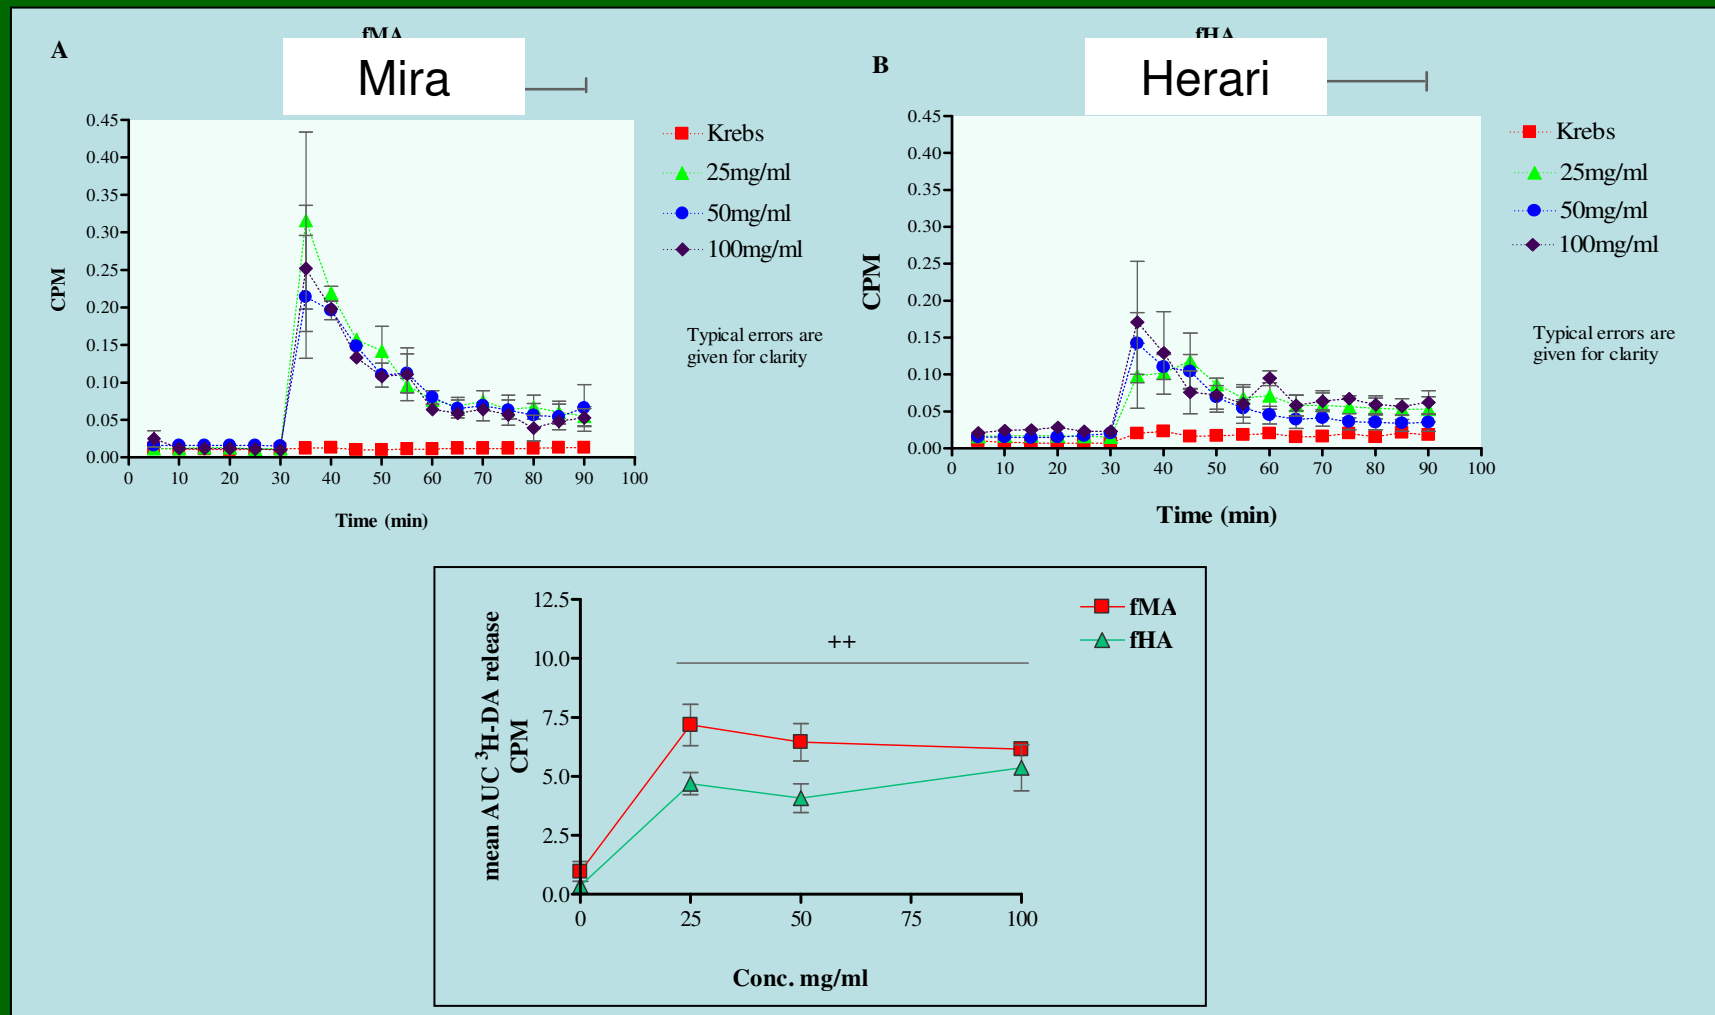 A
fMA
Mira
0.45
0.40
0.35
0.30
0.25
0.20
0.15
0.10
0.05
0.00
CPM
0 10 20 30 40 50 60 70 80 90 100
Time (min)
Krebs
25mg/ml
50mg/ml
100mg/ml
Typical errors are
given for clarity
B
fHA
Herari
0.45
0.40
0.35
0.30
0.25
0.20
0.15
0.10
0.05
0.00
CPM
0 10 20 30 40 50 60 70 80 90 100
Time (min)
Krebs
25mg/ml
50mg/ml
100mg/ml
Typical errors are
given for clarity
12.5
10.0
7.5
5.0
2.5
0.0
mean AUC ³H-DA release
CPM
++
0 25 50 75 100
Conc. mg/ml
fMA
fHA